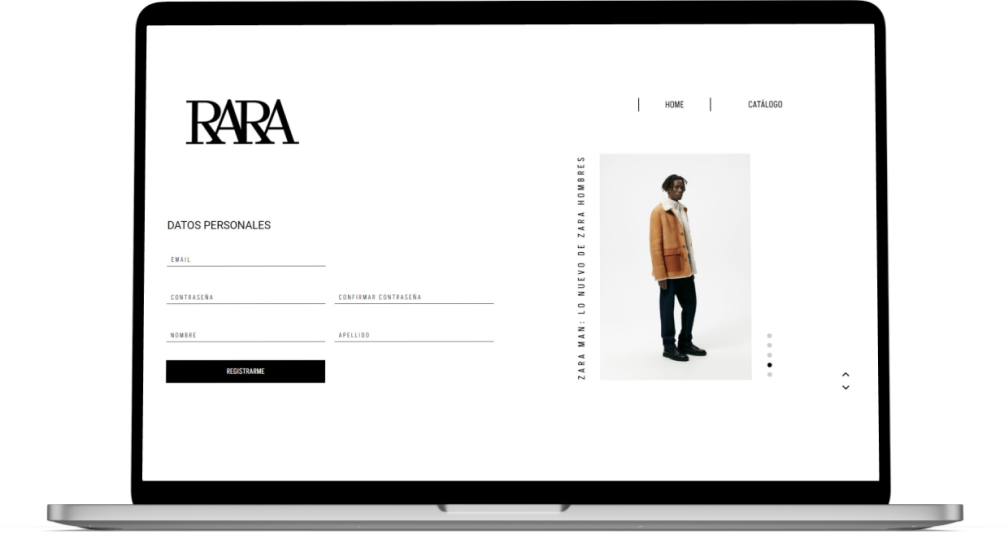 RARA
HOME
CATÁLOGO
DATOS PERSONALES
EMAIL
CONTRASEÑA
CONFIRMAR CONTRASEÑA
NOMBRE
APELLIDO
REGISTRARME
ZARA MAN: LO NUEVO DE ZARA HOMBRES